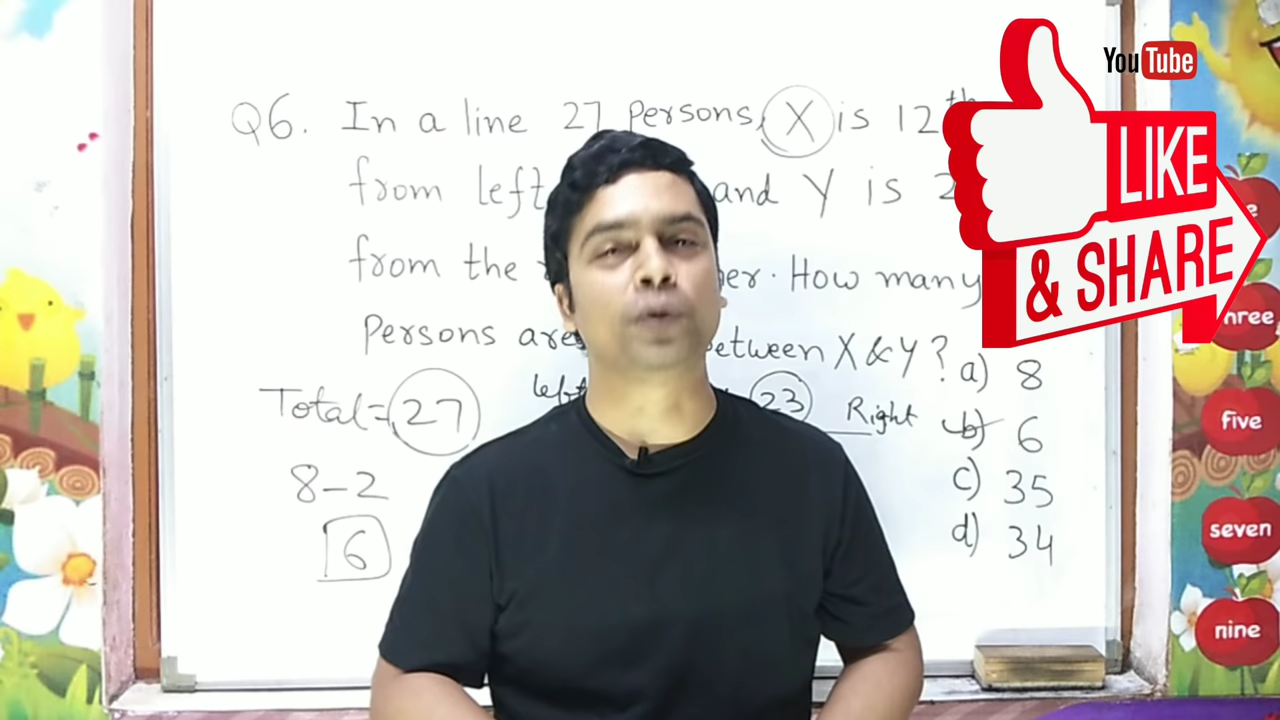 Q6. In a line 27 persons, X is 12th
from left and Y is 2
from the How many
persons are between X & Y?
Total = 27 left 23 Right
8-2
6
a) 8
b) 6
c) 35
d) 34
YouTube
LIKE
& SHARE
five
seven
nine